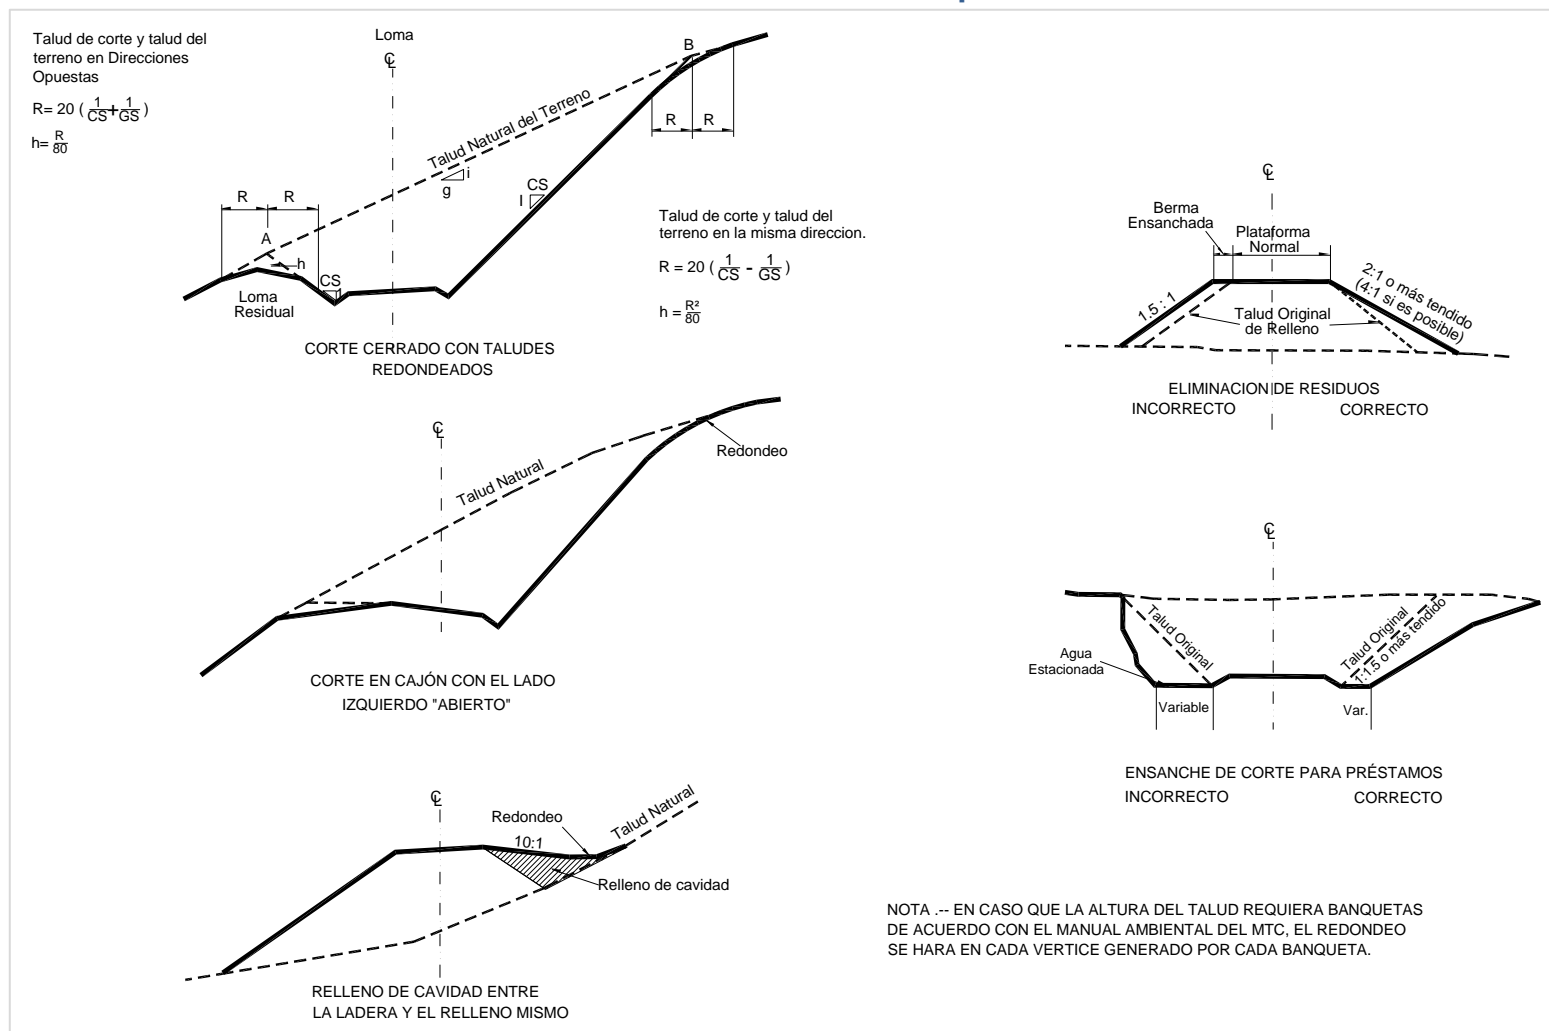 Talud de corte y talud del
terreno en Direcciones
Opuestas
R= 20 ( 1/CS + 1/GS )
h= R/80
Loma
℄
B
R
R
Talud Natural del Terreno
i
g
CS
I
R
R
A
h
CS
I
Loma
Residual
Talud de corte y talud del
terreno en la misma direccion.
R = 20 ( 1/CS - 1/GS )
h = R²/80
CORTE CERRADO CON TALUDES
REDONDEADOS
℄
Talud Natural
Redondeo
CORTE EN CAJÓN CON EL LADO
IZQUIERDO "ABIERTO"
℄
Redondeo
10:1
Talud Natural
Relleno de cavidad
RELLENO DE CAVIDAD ENTRE
LA LADERA Y EL RELLENO MISMO
℄
Berma
Ensanchada
Plataforma
Normal
1.5 : 1
Talud Original
de Relleno
2:1 o más tendido
(4:1 si es posible)
ELIMINACION DE RESIDUOS
INCORRECTO
CORRECTO
℄
Talud Original
Talud Original
1:1.5 o más tendido
Agua
Estacionada
Variable
Var.
ENSANCHE DE CORTE PARA PRÉSTAMOS
INCORRECTO
CORRECTO
NOTA .-- EN CASO QUE LA ALTURA DEL TALUD REQUIERA BANQUETAS
DE ACUERDO CON EL MANUAL AMBIENTAL DEL MTC, EL REDONDEO
SE HARA EN CADA VERTICE GENERADO POR CADA BANQUETA.